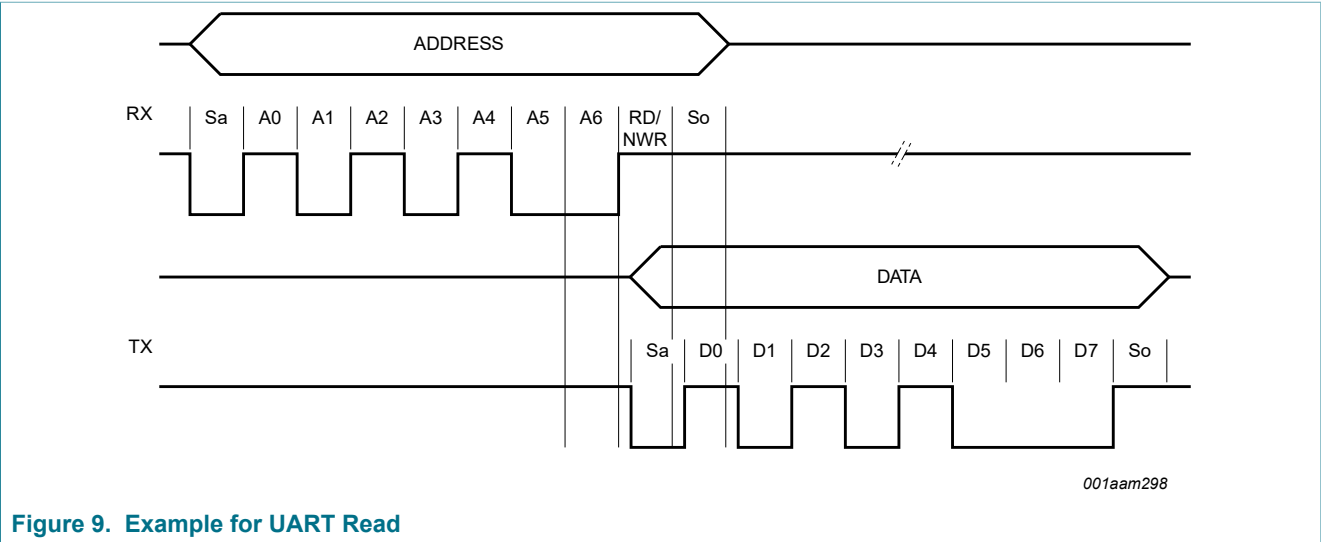 ADDRESS
RX Sa A0 A1 A2 A3 A4 A5 A6 RD/ So
NWR
DATA
TX Sa D0 D1 D2 D3 D4 D5 D6 D7 So
001aam298
Figure 9. Example for UART Read